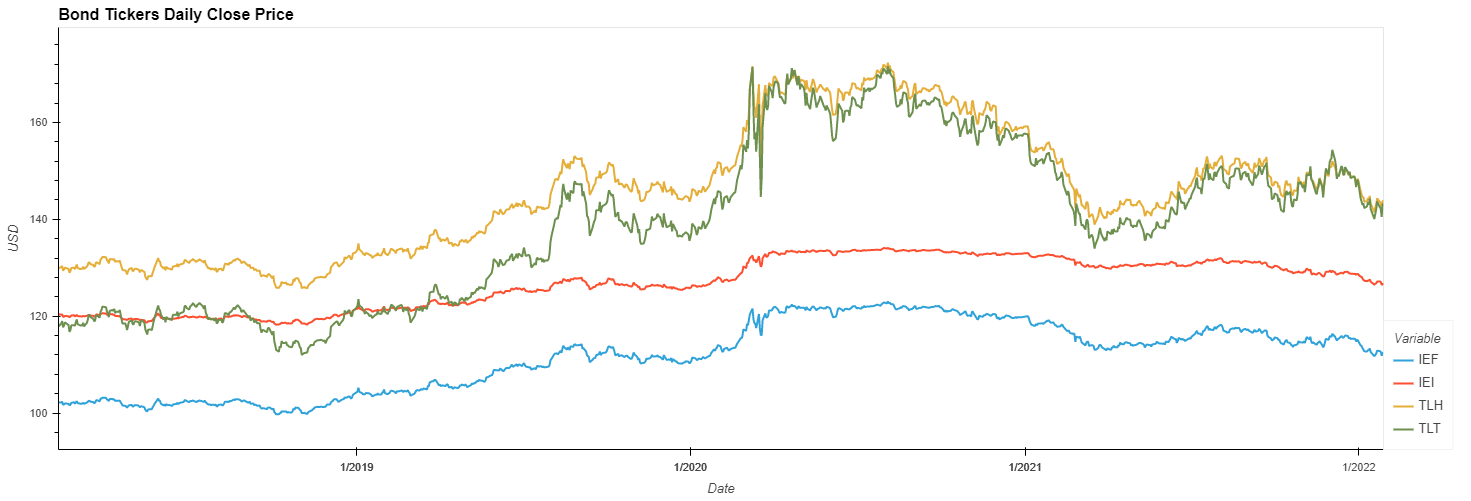 Bond Tickers Daily Close Price
160
140
120
100
USD
1/2019
1/2020
1/2021
1/2022
Date
Variable
IEF
IEI
TLH
TLT